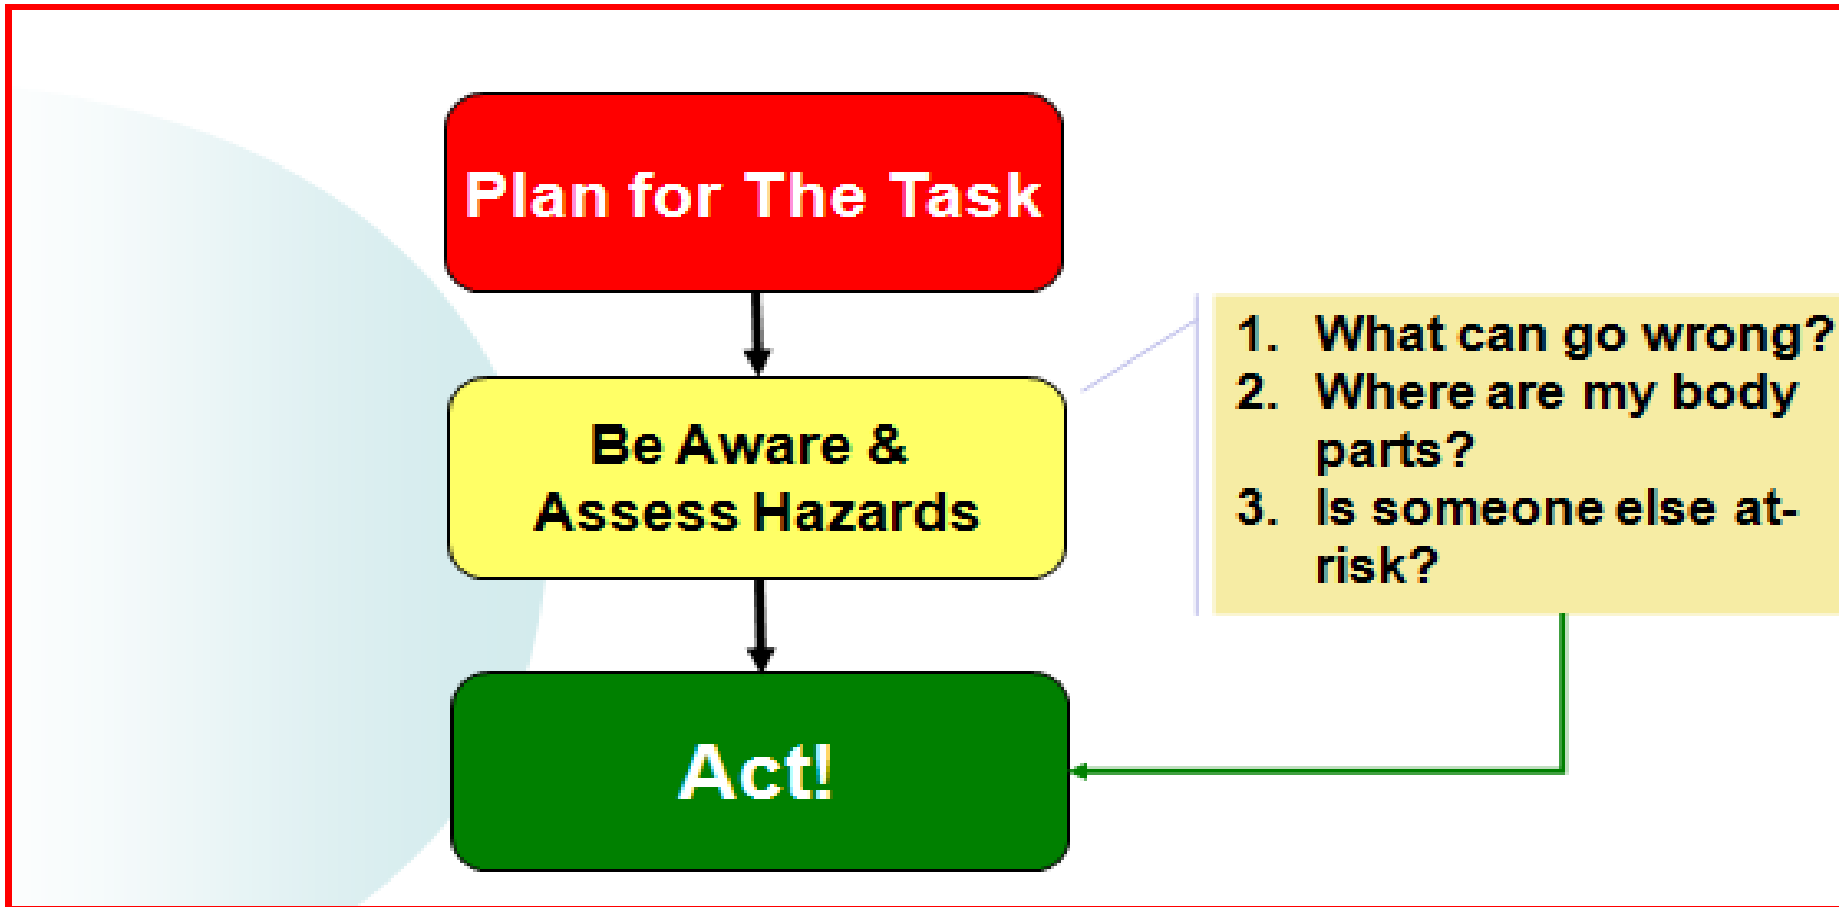 Plan for The Task
Be Aware &
Assess Hazards
1. What can go wrong?
2. Where are my body
parts?
3. Is someone else at-
risk?
Act!